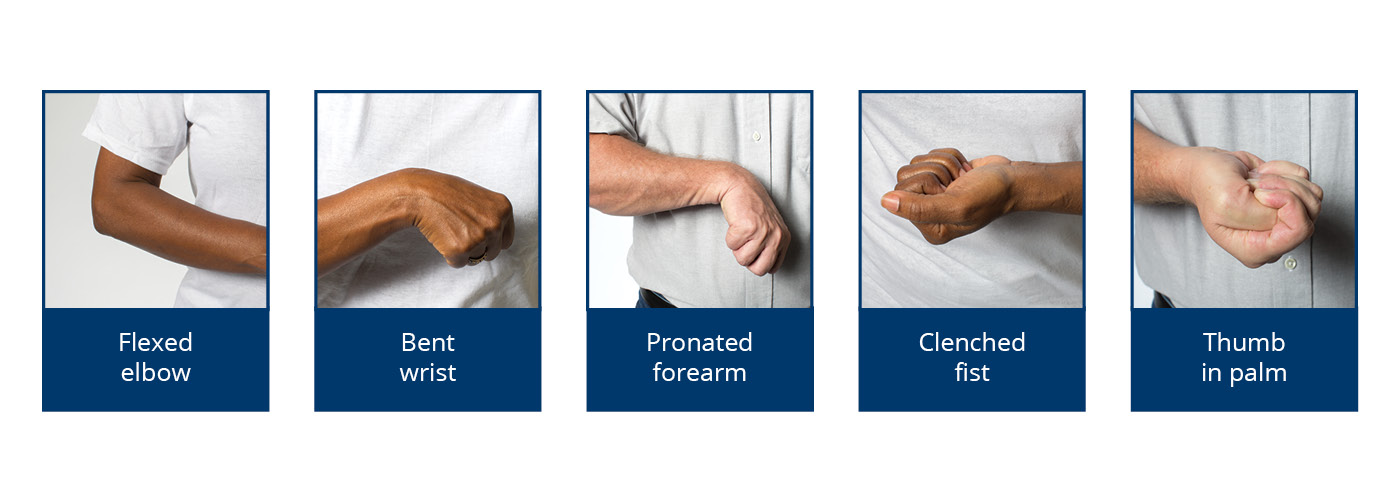 Flexed
elbow
Bent
wrist
Pronated
forearm
Clenched
fist
Thumb
in palm